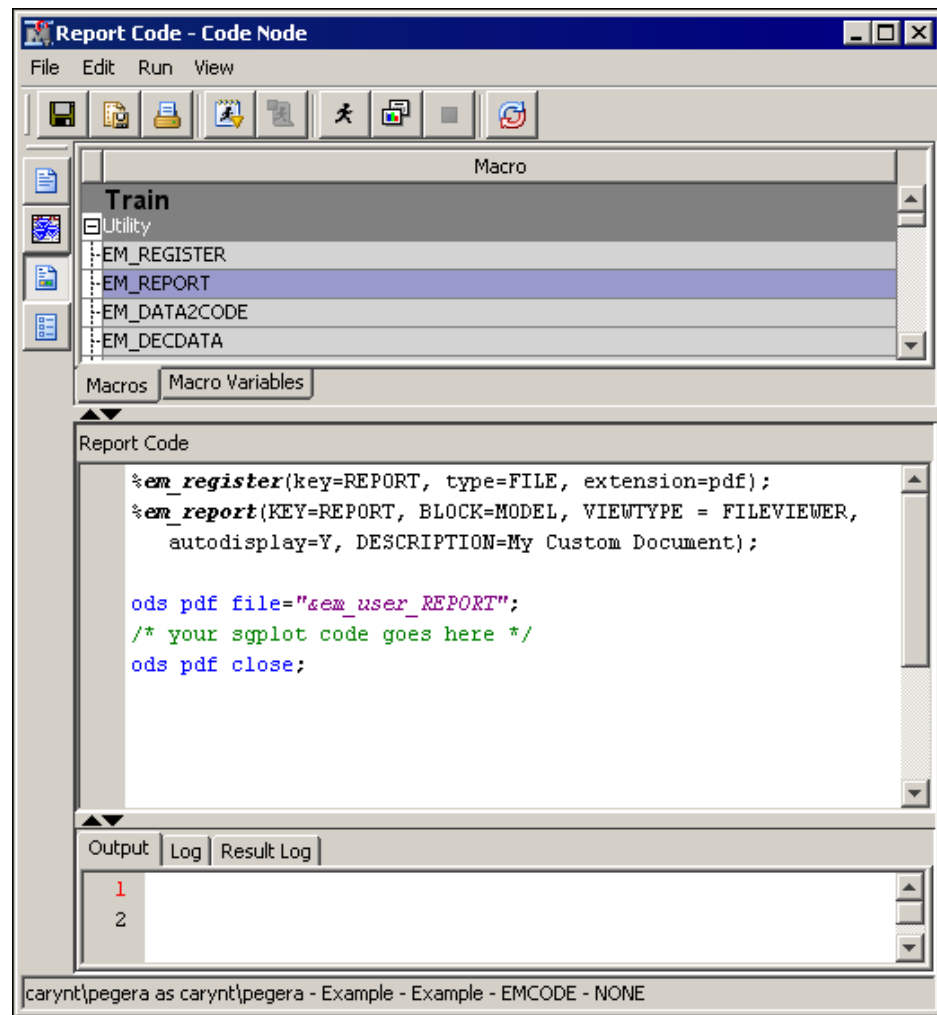 Report Code - Code Node
File Edit Run View
Macro
Train
Utility
EM_REGISTER
EM_REPORT
EM_DATA2CODE
EM_DECDATA
Macros Macro Variables
Report Code
%em_register(key=REPORT, type=FILE, extension=pdf);
%em_report(KEY=REPORT, BLOCK=MODEL, VIEWTYPE = FILEVIEWER,
autodisplay=Y, DESCRIPTION=My Custom Document);
ods pdf file="&em_user_REPORT";
/* your sgplot code goes here */
ods pdf close;
Output Log Result Log
1
2
carynt\pegera as carynt\pegera - Example - Example - EMCODE - NONE